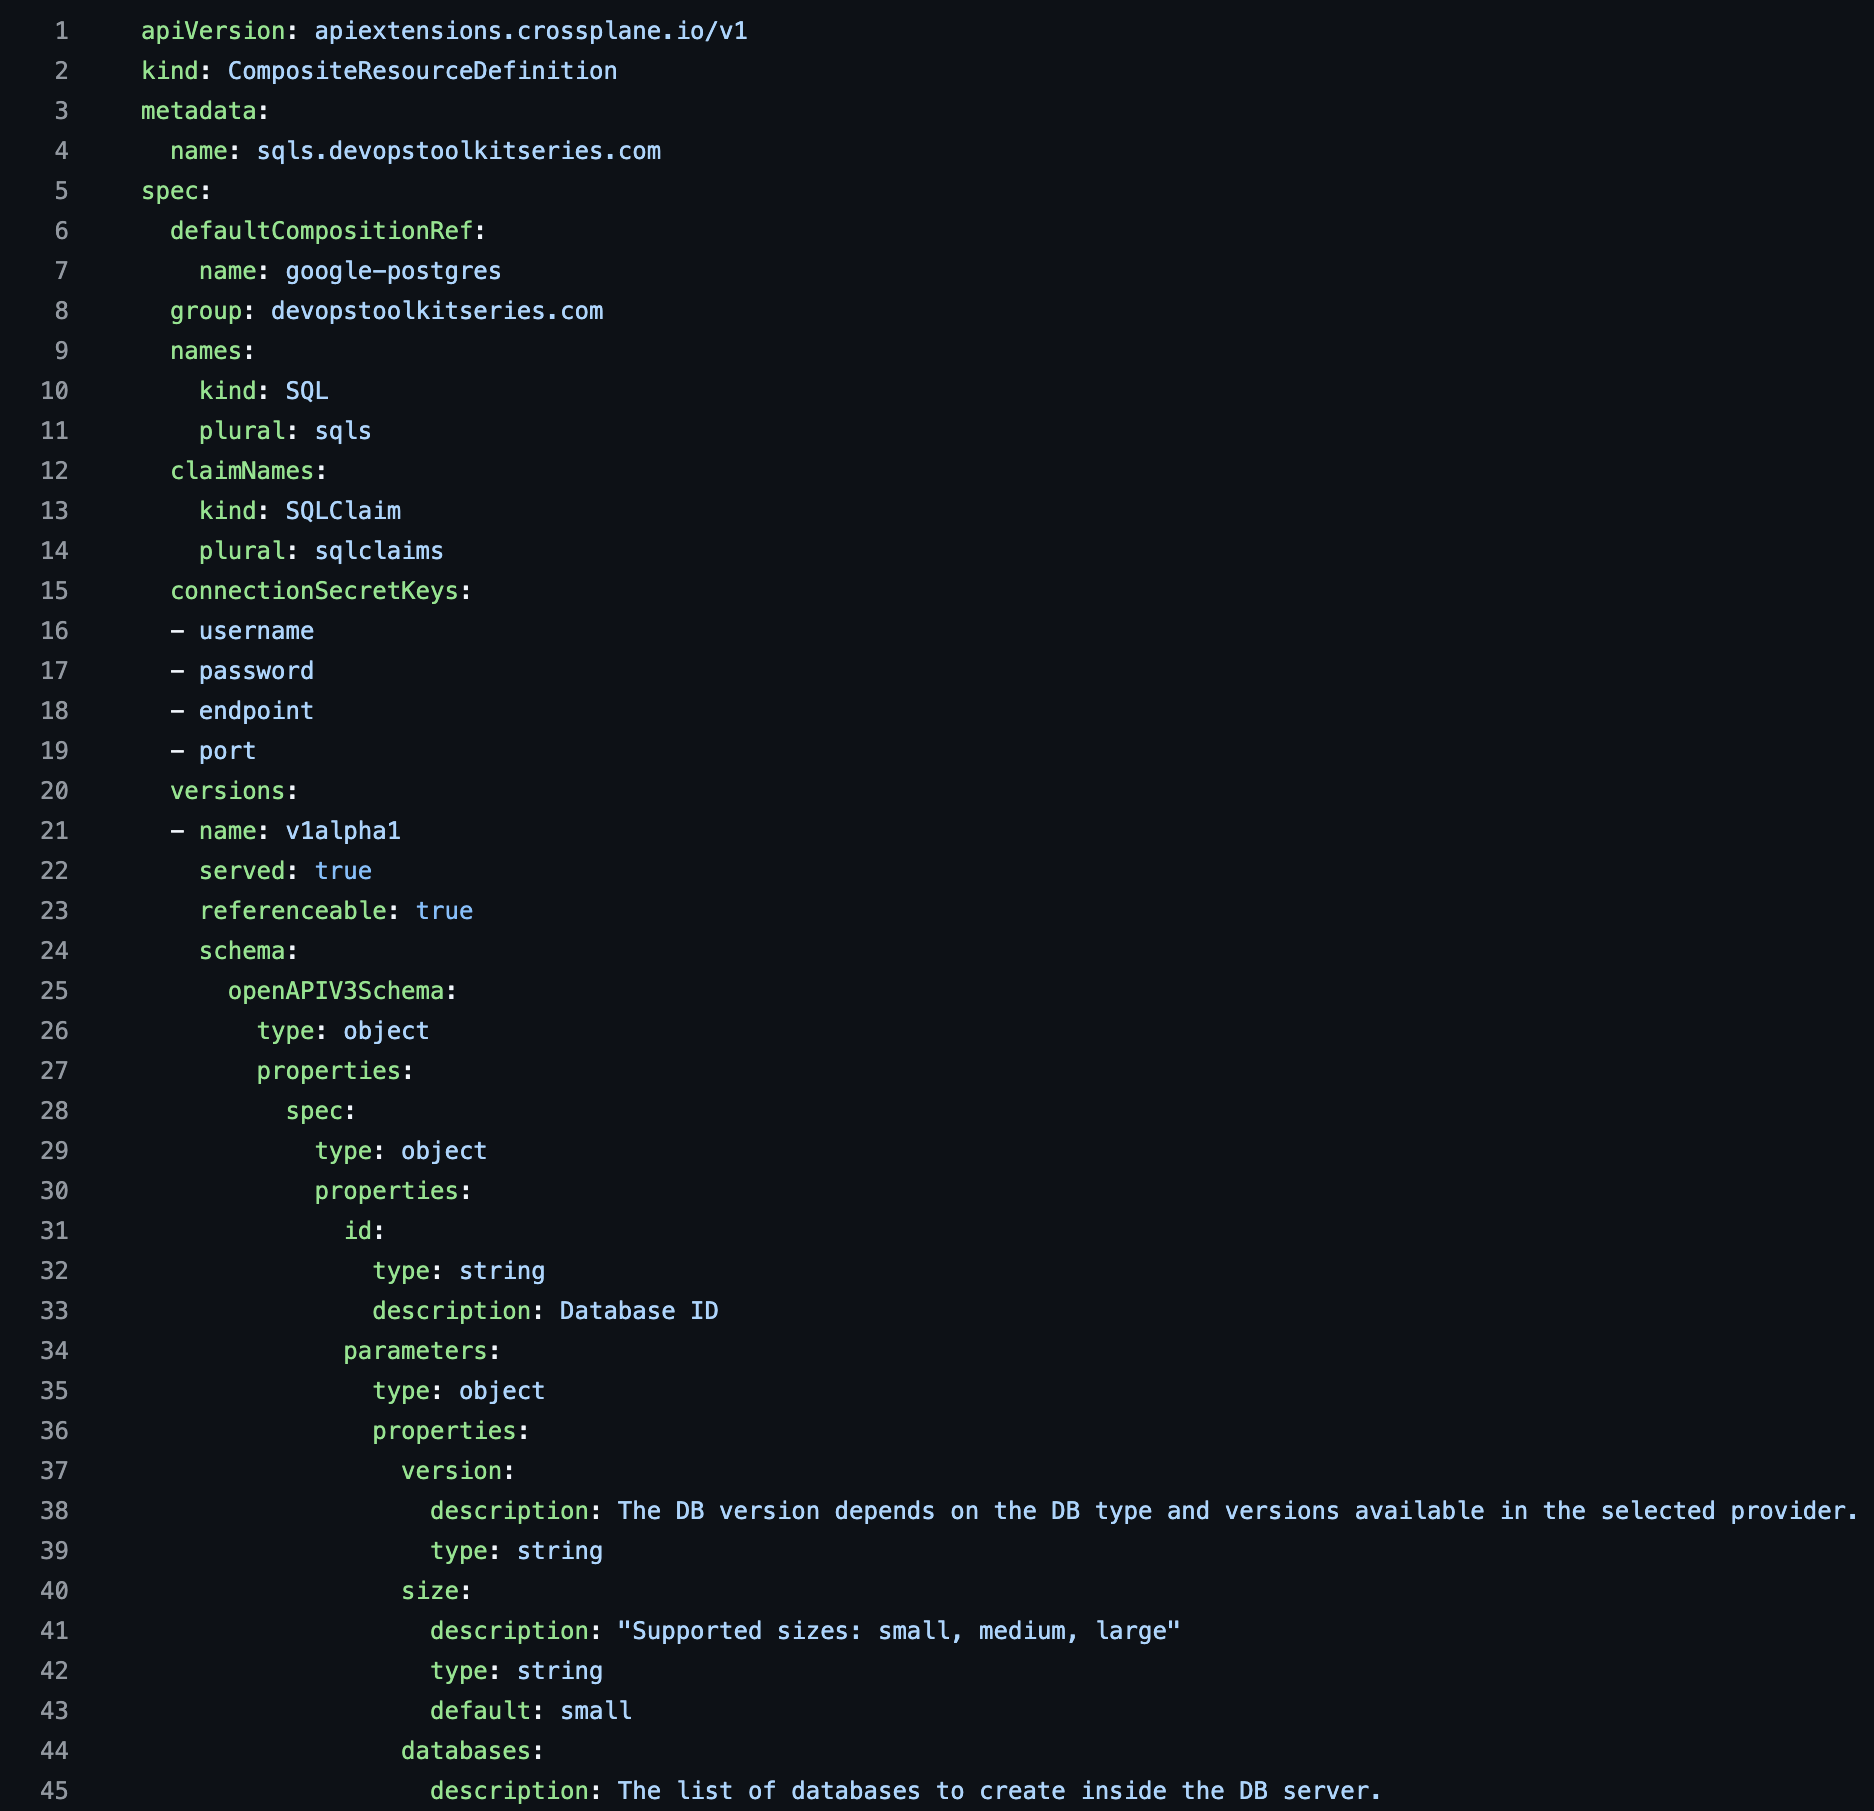 1 apiVersion: apiextensions.crossplane.io/v1
2 kind: CompositeResourceDefinition
3 metadata:
4   name: sqls.devopstoolkitseries.com
5 spec:
6   defaultCompositionRef:
7     name: google-postgres
8   group: devopstoolkitseries.com
9   names:
10     kind: SQL
11     plural: sqls
12   claimNames:
13     kind: SQLClaim
14     plural: sqlclaims
15   connectionSecretKeys:
16   - username
17   - password
18   - endpoint
19   - port
20   versions:
21   - name: v1alpha1
22     served: true
23     referenceable: true
24     schema:
25       openAPIV3Schema:
26         type: object
27         properties:
28           spec:
29             type: object
30             properties:
31               id:
32                 type: string
33                 description: Database ID
34               parameters:
35                 type: object
36                 properties:
37                   version:
38                     description: The DB version depends on the DB type and versions available in the selected provider.
39                     type: string
40                   size:
41                     description: "Supported sizes: small, medium, large"
42                     type: string
43                     default: small
44                   databases:
45                     description: The list of databases to create inside the DB server.